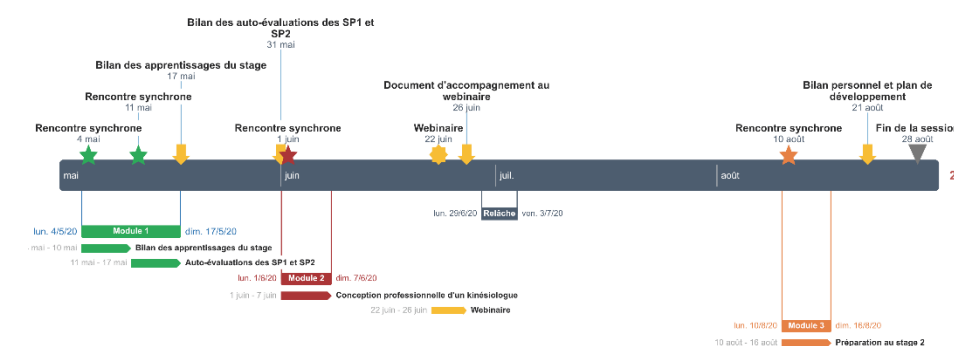 Bilan des auto-évaluations des SP1 et
SP2
31 mai
Bilan des apprentissages du stage
17 mai
Rencontre synchrone
11 mai
Rencontre synchrone
4 mai
Rencontre synchrone
1 juin
Document d'accompagnement au
webinaire
26 juin
Webinaire
22 juin
Bilan personnel et plan de
développement
21 août
Rencontre synchrone
10 août
Fin de la session
28 août
mai
juin
juil.
août
2
lun. 29/6/20 Relâche ven. 3/7/20
lun. 4/5/20 Module 1 dim. 17/5/20
mai - 10 mai Bilan des apprentissages du stage
11 mai - 17 mai Auto-évaluations des SP1 et SP2
lun. 1/6/20 Module 2 dim. 7/6/20
1 juin - 7 juin Conception professionnelle d'un kinésiologue
22 juin - 26 juin Webinaire
lun. 10/8/20 Module 3 dim. 16/8/20
10 août - 16 août Préparation au stage 2